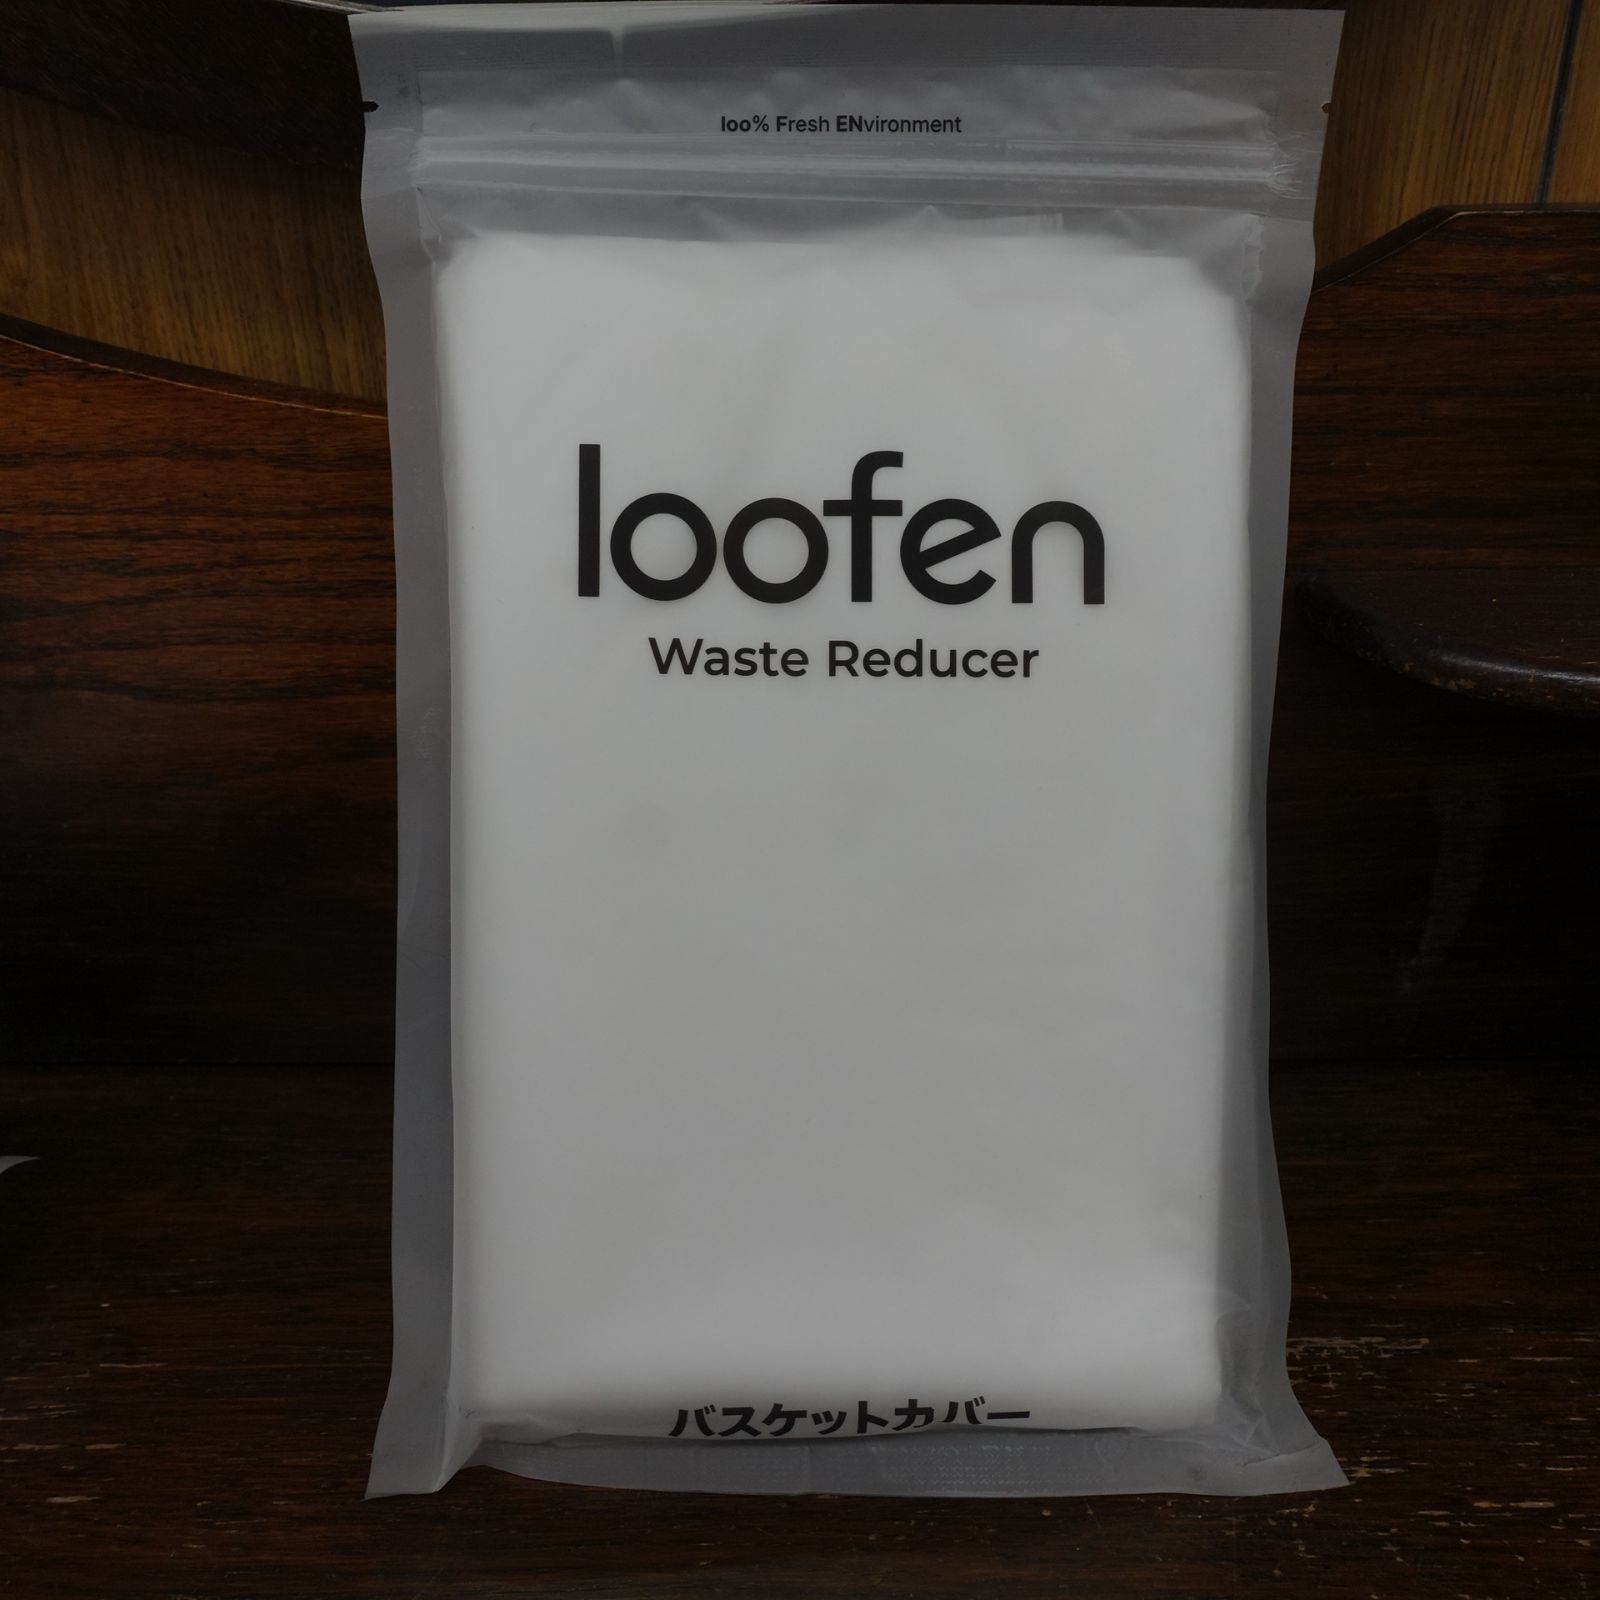 loo% Fresh ENvironment
loofen
Waste Reducer
バスケットカバー